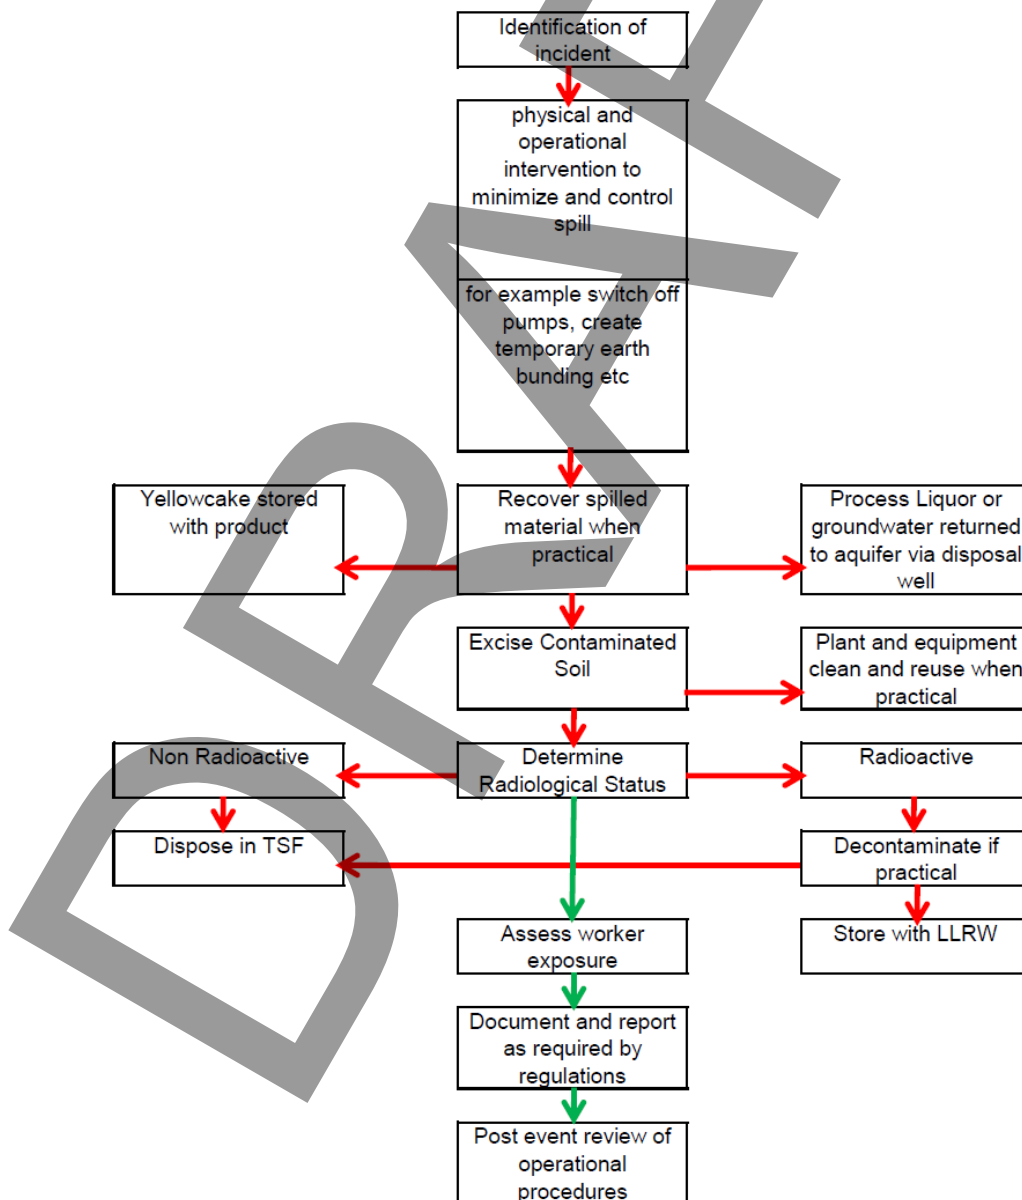 Identification of
incident
physical and
operational
intervention to
minimize and control
spill
for example switch off
pumps, create
temporary earth
bunding etc
Yellowcake stored
with product
Recover spilled
material when
practical
Process Liquor or
groundwater returned
to aquifer via disposal
well
Excise Contaminated
Soil
Plant and equipment
clean and reuse when
practical
Non Radioactive
Determine
Radiological Status
Radioactive
Dispose in TSF
Decontaminate if
practical
Assess worker
exposure
Store with LLRW
Document and report
as required by
regulations
Post event review of
operational
procedures
DRAF